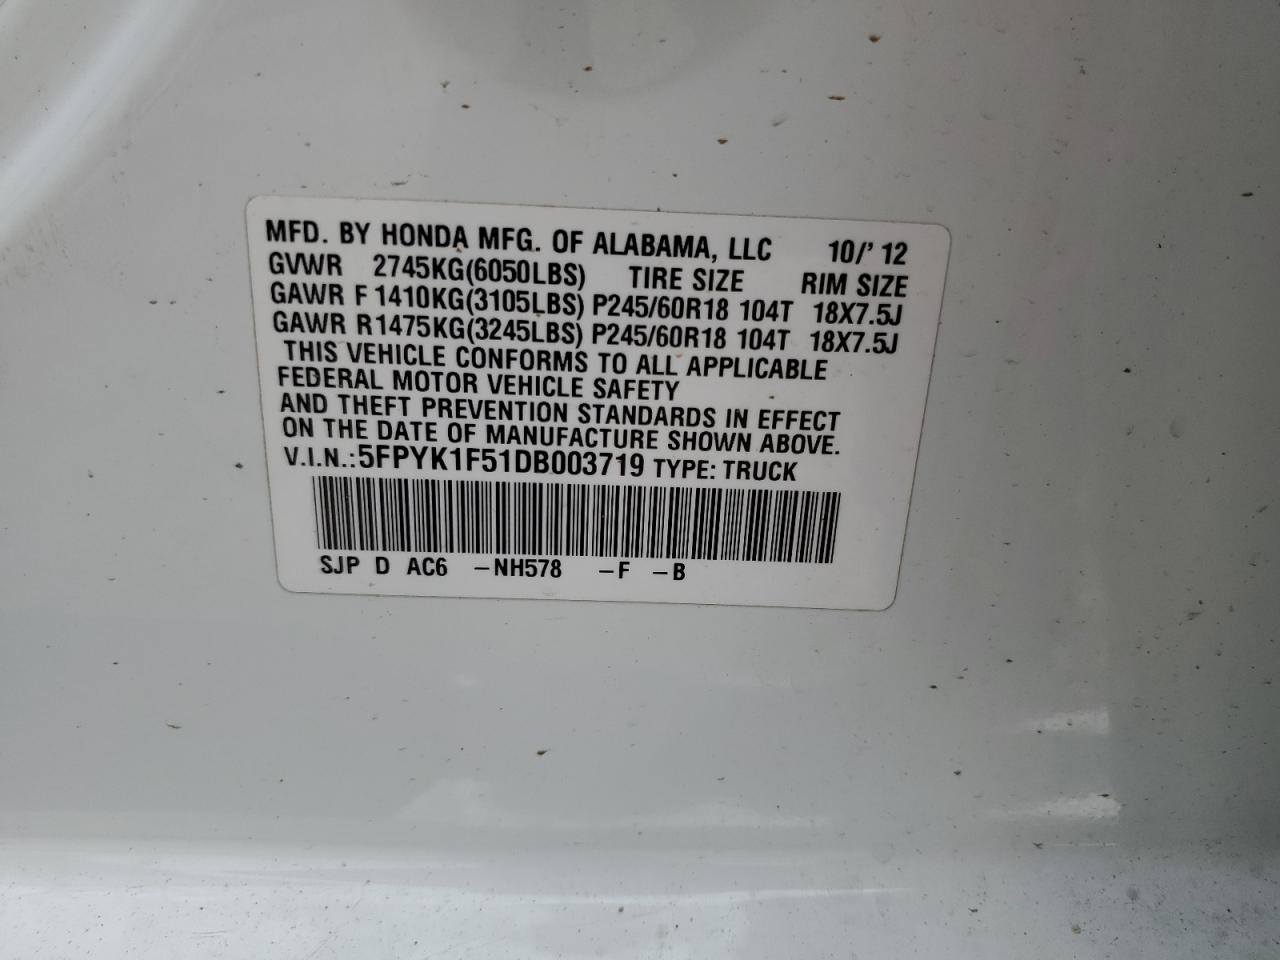 MFD. BY HONDA MFG. OF ALABAMA, LLC 10/' 12
GVWR 2745KG(6050LBS) TIRE SIZE RIM SIZE
GAWR F 1410KG(3105LBS) P245/60R18 104T 18X7.5J
GAWR R1475KG(3245LBS) P245/60R18 104T 18X7.5J
THIS VEHICLE CONFORMS TO ALL APPLICABLE
FEDERAL MOTOR VEHICLE SAFETY
AND THEFT PREVENTION STANDARDS IN EFFECT
ON THE DATE OF MANUFACTURE SHOWN ABOVE.
V.I.N.:5FPYK1F51DB003719 TYPE: TRUCK
SJP D AC6 -NH578 -F -B